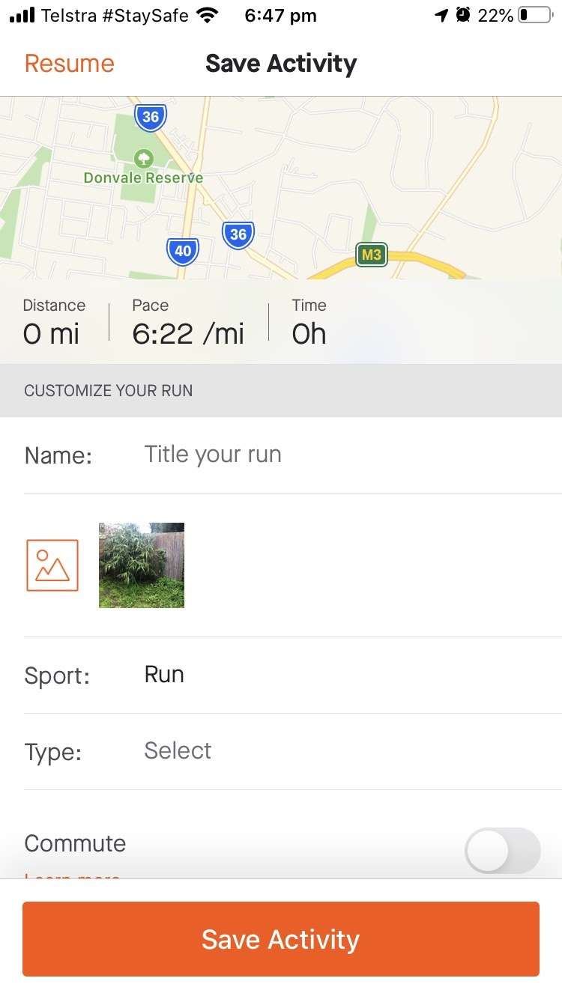 Telstra #StaySafe 6:47 pm 22%
Resume Save Activity
36
Donvale Reserve
36
40
M3
Distance Pace Time
0 mi 6:22 /mi 0h
CUSTOMIZE YOUR RUN
Name: Title your run
Sport: Run
Type: Select
Commute
Learn more
Save Activity